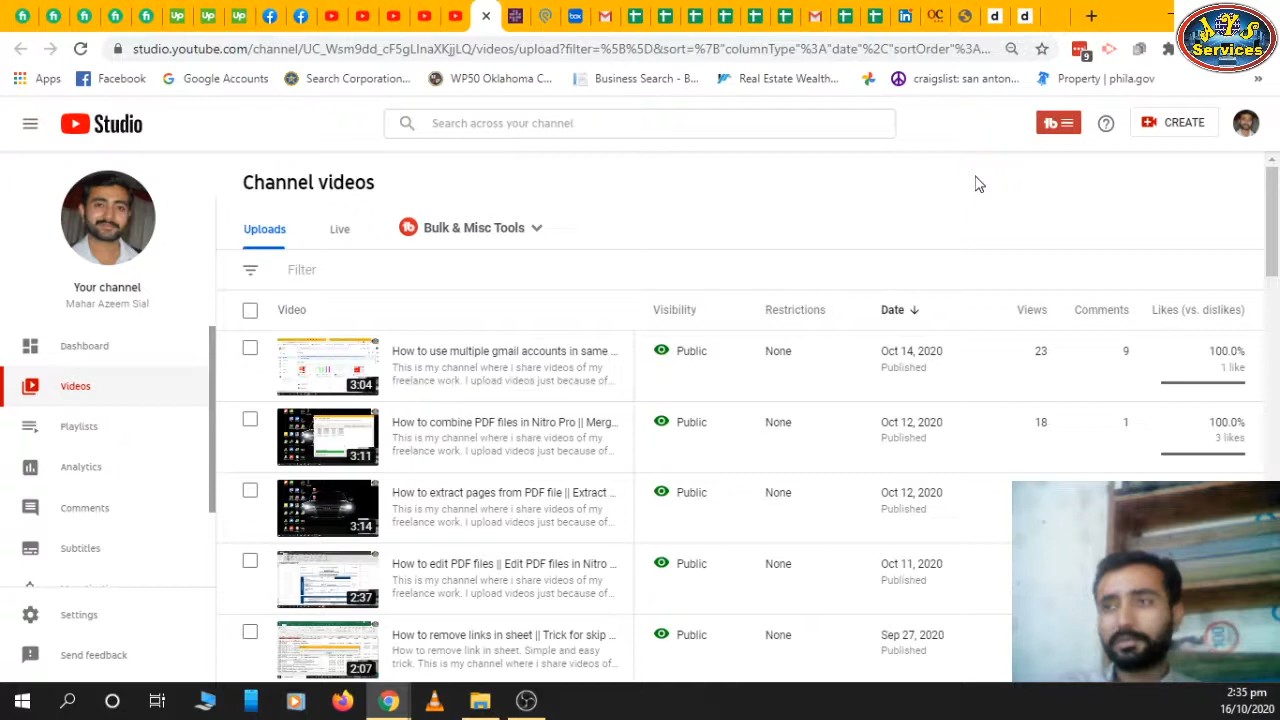 AYS
Services
studio.youtube.com/channel/UC_Wsm9dd_cF5gLInaXKjjLQ/videos/upload?filter=%5B%5D&sort=%7B"columnType"%3A"date"%2C"sortOrder"%3A...
9
Apps
Facebook
Google Accounts
Search Corporation...
W P50 Oklahoma C...
Business Search - B...
Real Estate Wealth...
craigslist: san anton...
Property | phila.gov
Studio
Search across your channel
CREATE
Channel videos
Uploads
Live
Bulk & Misc Tools
Filter
Your channel
Mahar Azeem Sial
Dashboard
Videos
Playlists
Analytics
Comments
Subtitles
Settings
Send feedback
Video Visibility Restrictions Date Views Comments Likes (vs. dislikes)
3:04
How to use multiple gmail accounts in same ...
This is my channel where i share videos of my
freelance work. I upload videos just because of...
Public None Oct 14, 2020 23 9 100.0%
Published 1 like
3:11
How to combine PDF files in Nitro Pro || Merg...
This is my channel where i share videos of my
freelance work. I upload videos just because of...
Public None Oct 12, 2020 18 1 100.0%
Published 3 likes
3:14
How to extract pages from PDF file || Extract ...
This is my channel where i share videos of my
freelance work. I upload videos just because of...
Public None Oct 12, 2020
Published
2:37
How to edit PDF files || Edit PDF files in Nitro ...
This is my channel where i share videos of my
freelance work. I upload videos just because of...
Public None Oct 11, 2020
Published
2:07
How to remove links in sheet || Trick to skip ...
How to remove links in sheet. Simple and easy
trick. This is my channel where i share videos of...
Public None Sep 27, 2020
Published
2:35 pm
16/10/2020